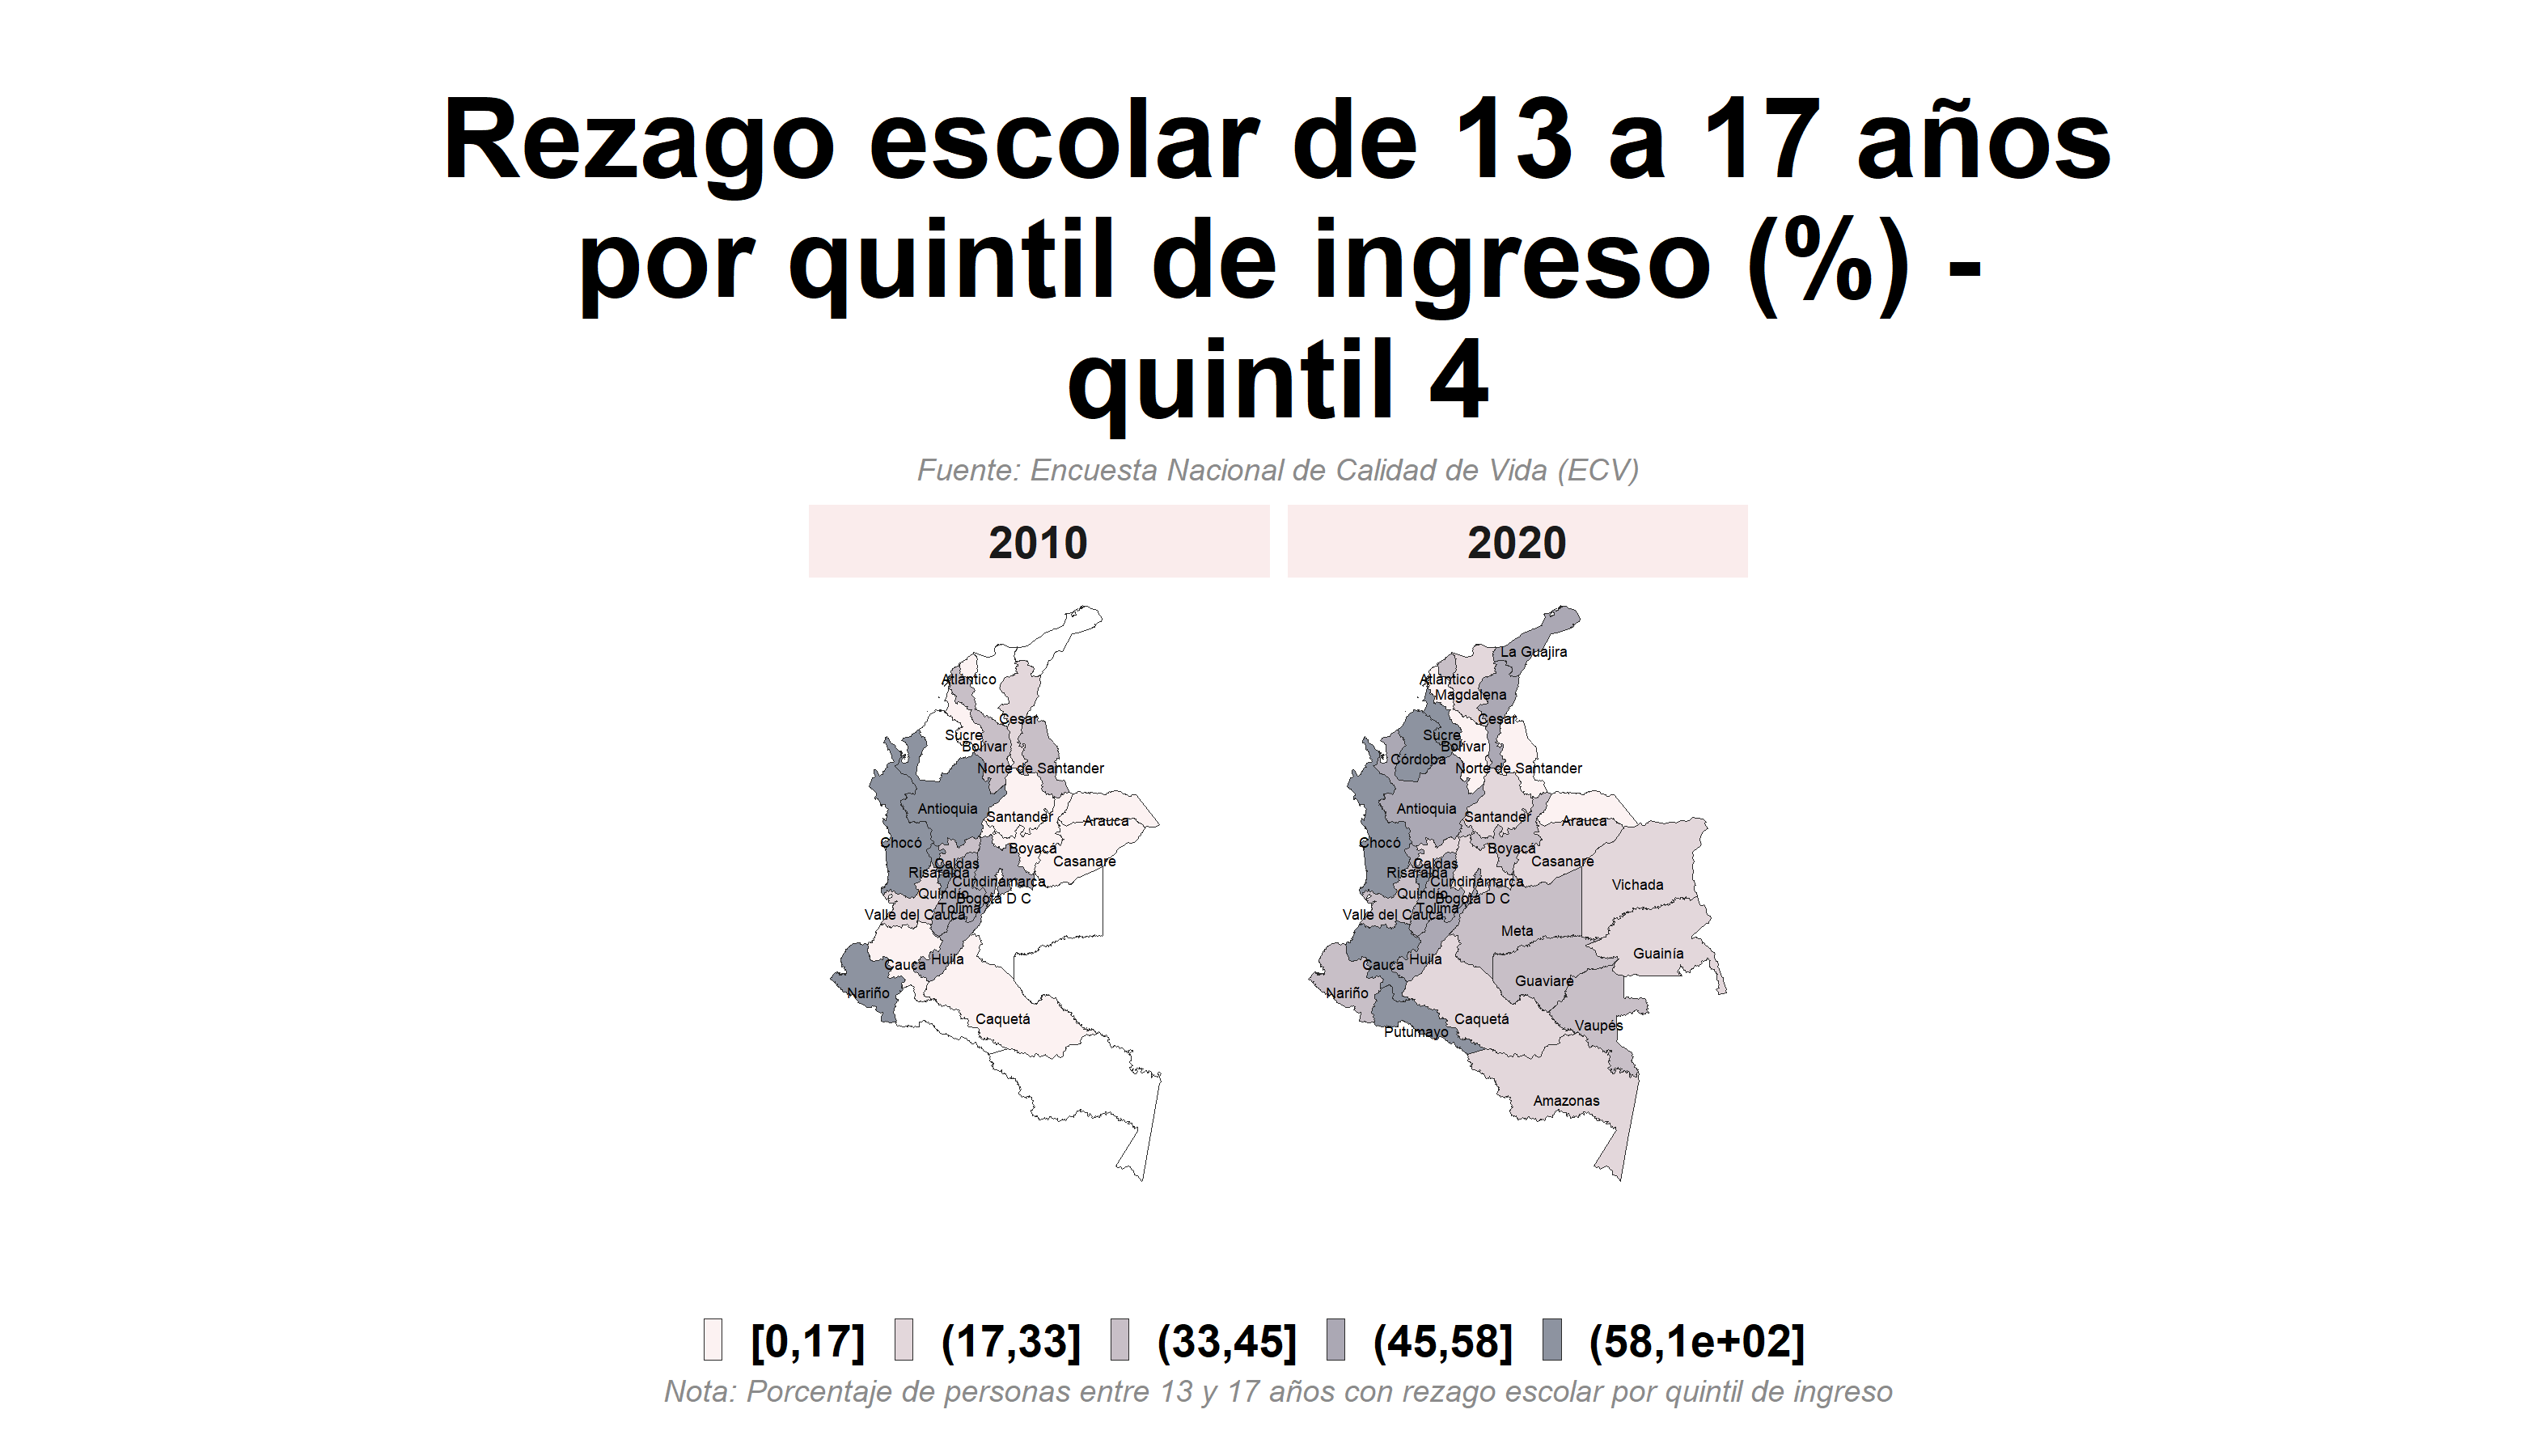 Rezago escolar de 13 a 17 años
por quintil de ingreso (%) -
quintil 4
Fuente: Encuesta Nacional de Calidad de Vida (ECV)
2010
2020
Atlántico
Cesar
Sucre
Bolívar
Norte de Santander
Antioquia
Santander
Arauca
Chocó
Boyacá
Caldas
Casanare
Risaralda
Cundinamarca
Quindío
Bogotá D C
Tolima
Valle del Cauca
Huila
Cauca
Nariño
Caquetá
La Guajira
Atlántico
Magdalena
Cesar
Sucre
Bolívar
Córdoba
Norte de Santander
Antioquia
Santander
Arauca
Chocó
Boyacá
Caldas
Casanare
Risaralda
Cundinamarca
Vichada
Quindío
Bogotá D C
Tolima
Valle del Cauca
Meta
Guainía
Huila
Cauca
Guaviare
Nariño
Caquetá
Vaupés
Putumayo
Amazonas
[0,17] (17,33] (33,45] (45,58] (58,1e+02]
Nota: Porcentaje de personas entre 13 y 17 años con rezago escolar por quintil de ingreso